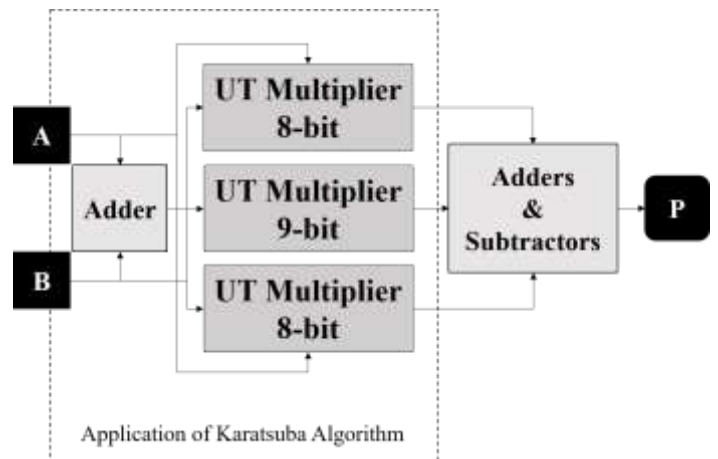 A
B
Adder
UT Multiplier
8-bit
UT Multiplier
9-bit
UT Multiplier
8-bit
Adders
&
Subtractors
P
Application of Karatsuba Algorithm